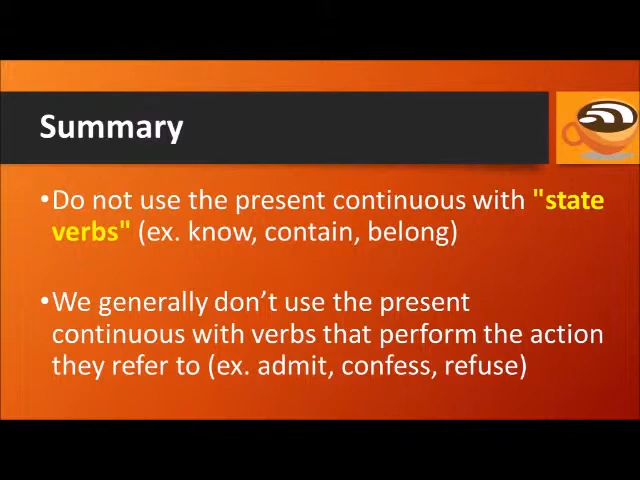 Summary
•Do not use the present continuous with "state
verbs" (ex. know, contain, belong)
•We generally don’t use the present
continuous with verbs that perform the action
they refer to (ex. admit, confess, refuse)